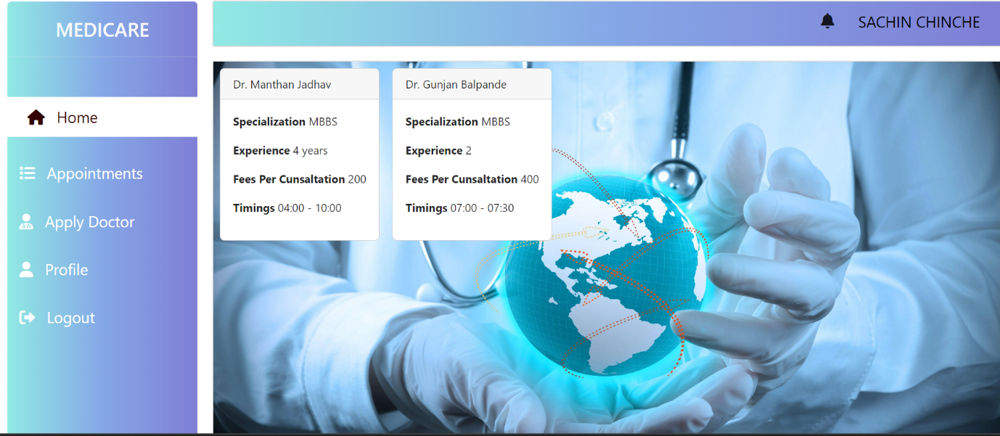 MEDICARE
SACHIN CHINCHE
Home
Appointments
Apply Doctor
Profile
Logout
Dr. Manthan Jadhav
Specialization MBBS
Experience 4 years
Fees Per Cunsaltation 200
Timings 04:00 - 10:00
Dr. Gunjan Balpande
Specialization MBBS
Experience 2
Fees Per Cunsaltation 400
Timings 07:00 - 07:30